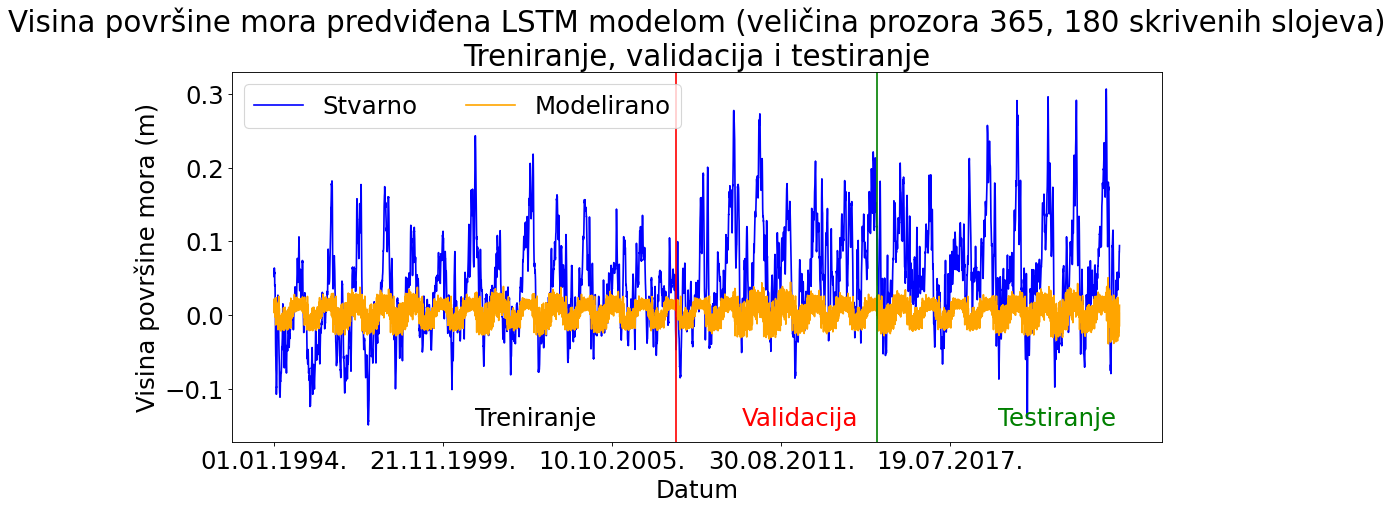 Visina površine mora predviđena LSTM modelom (veličina prozora 365, 180 skrivenih slojeva)
Treniranje, validacija i testiranje
Stvarno
Modelirano
Visina površine mora (m)
0.3
0.2
0.1
0.0
−0.1
Treniranje
Validacija
Testiranje
01.01.1994.
21.11.1999.
10.10.2005.
30.08.2011.
19.07.2017.
Datum